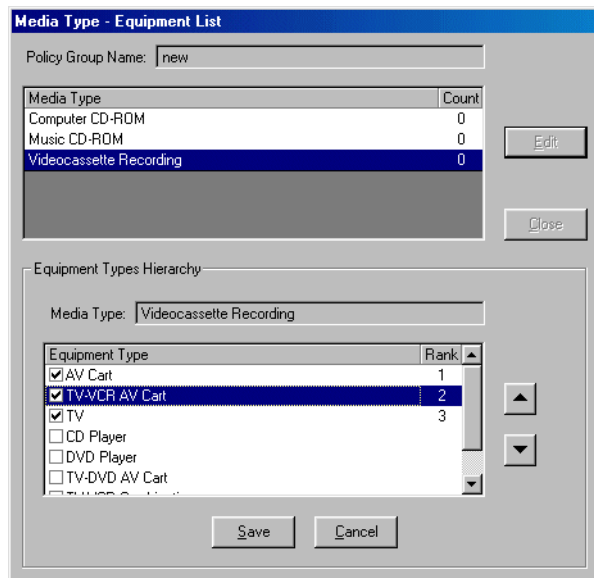 Media Type - Equipment List
Policy Group Name: new
Media Type Count
Computer CD-ROM 0
Music CD-ROM 0
Videocassette Recording 0
Edit
Close
Equipment Types Hierarchy
Media Type: Videocassette Recording
Equipment Type Rank
AV Cart 1
TV-VCR AV Cart 2
TV 3
CD Player
DVD Player
TV-DVD AV Cart
Save Cancel